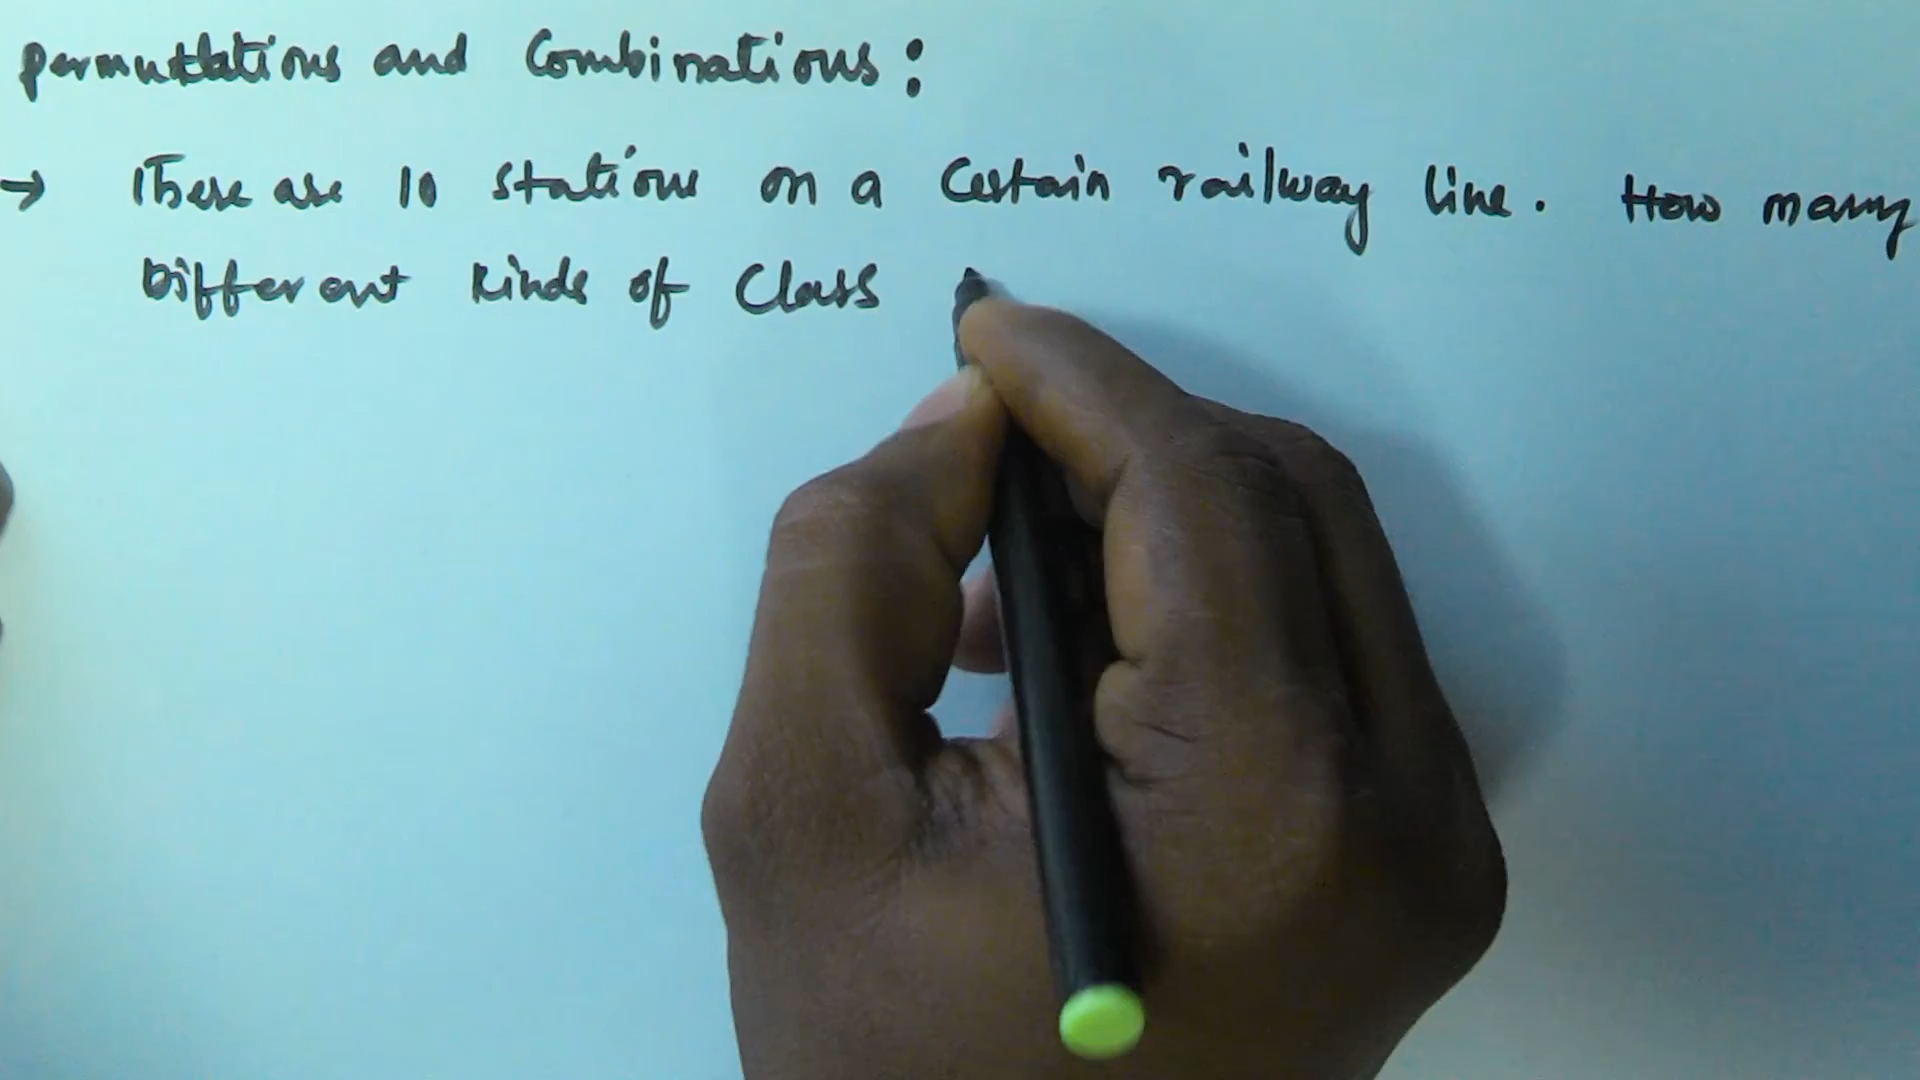 Permutations and Combinations:
→ There are 10 stations on a Certain railway line. How many
Different Kinds of Class